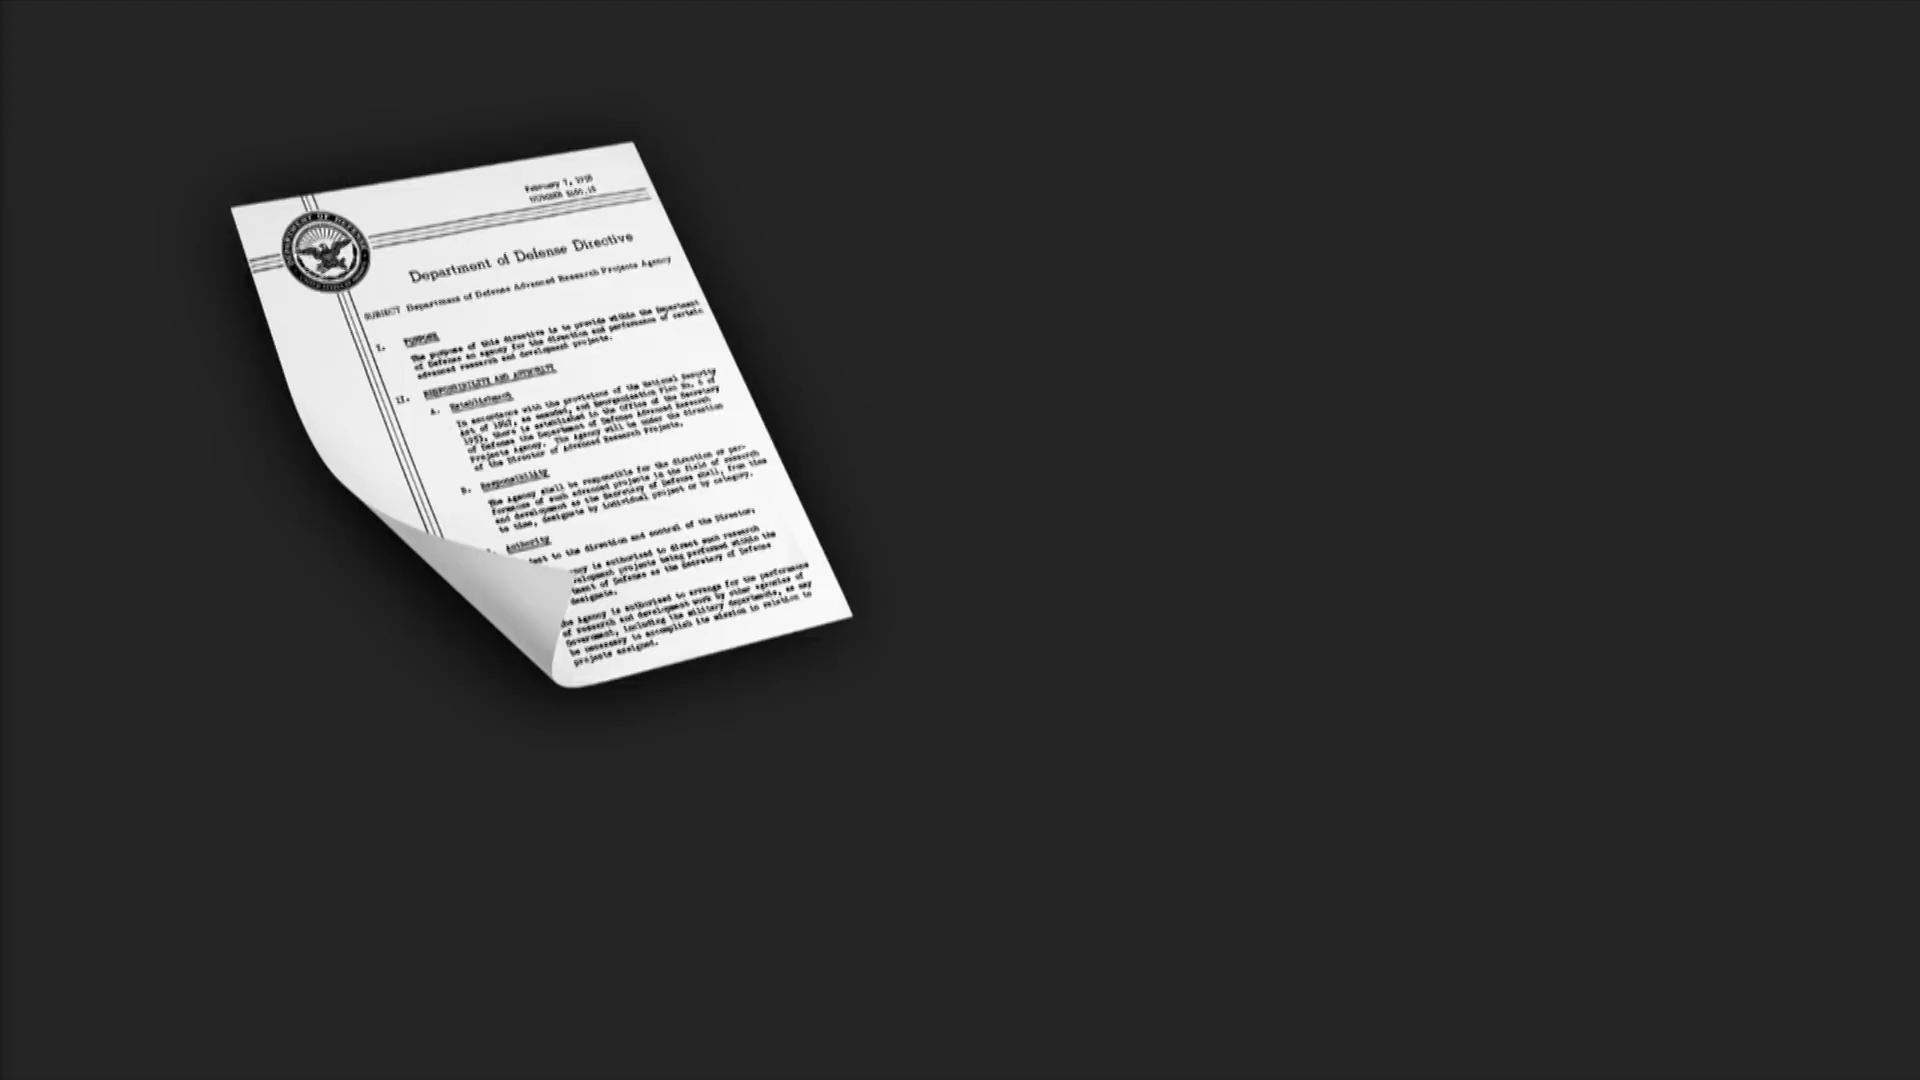 February 7, 1958
NUMBER 5105.15
DEPARTMENT OF DEFENSE
Department of Defense Directive
SUBJECT Department of Defense Advanced Research Projects Agency
I. PURPOSE
The purpose of this directive is to provide within the Department
of Defense an agency for the direction and performance of certain
advanced research and development projects.
II. RESPONSIBILITY AND AUTHORITY
A. Establishment
In accordance with the provisions of the National Security
Act of 1947, as amended, and Reorganization Plan No. 6 of
1953, there is established in the Office of the Secretary
of Defense the Department of Defense Advanced Research
Projects Agency. The Agency will be under the direction
of the Director of Advanced Research Projects.
B. Responsibility
The Agency shall be responsible for the direction or per-
formance of such advanced projects in the field of research
and development as the Secretary of Defense shall, from time
to time, designate by individual project or by category.
Authority
ject to the direction and control of the Director:
ncy is authorized to direct such research
velopment projects being performed within the
tment of Defense as the Secretary of Defense
designate.
he Agency is authorized to arrange for the performance
of research and development work by other agencies of
Government, including the military departments, as may
be necessary to accomplish its mission in relation to
projects assigned.